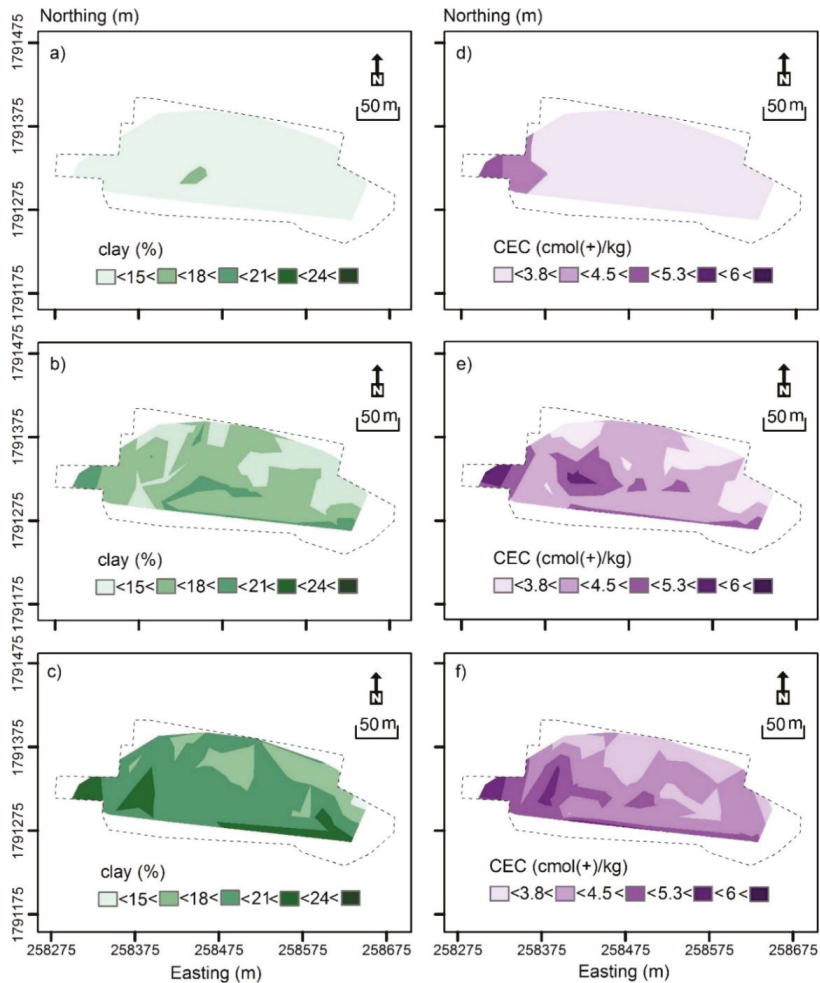 Northing (m)
Northing (m)
1791475
1791375
1791275
1791175
a)
N
50 m
clay (%)
<15< <18< <21< <24<
d)
N
50 m
CEC (cmol(+)/kg)
<3.8< <4.5< <5.3< <6<
1791475
1791375
1791275
1791175
b)
N
50 m
clay (%)
<15< <18< <21< <24<
e)
N
50 m
CEC (cmol(+)/kg)
<3.8< <4.5< <5.3< <6<
1791475
1791375
1791275
1791175
c)
N
50 m
clay (%)
<15< <18< <21< <24<
f)
N
50 m
CEC (cmol(+)/kg)
<3.8< <4.5< <5.3< <6<
258275 258375 258475 258575 258675
258275 258375 258475 258575 258675
Easting (m)
Easting (m)